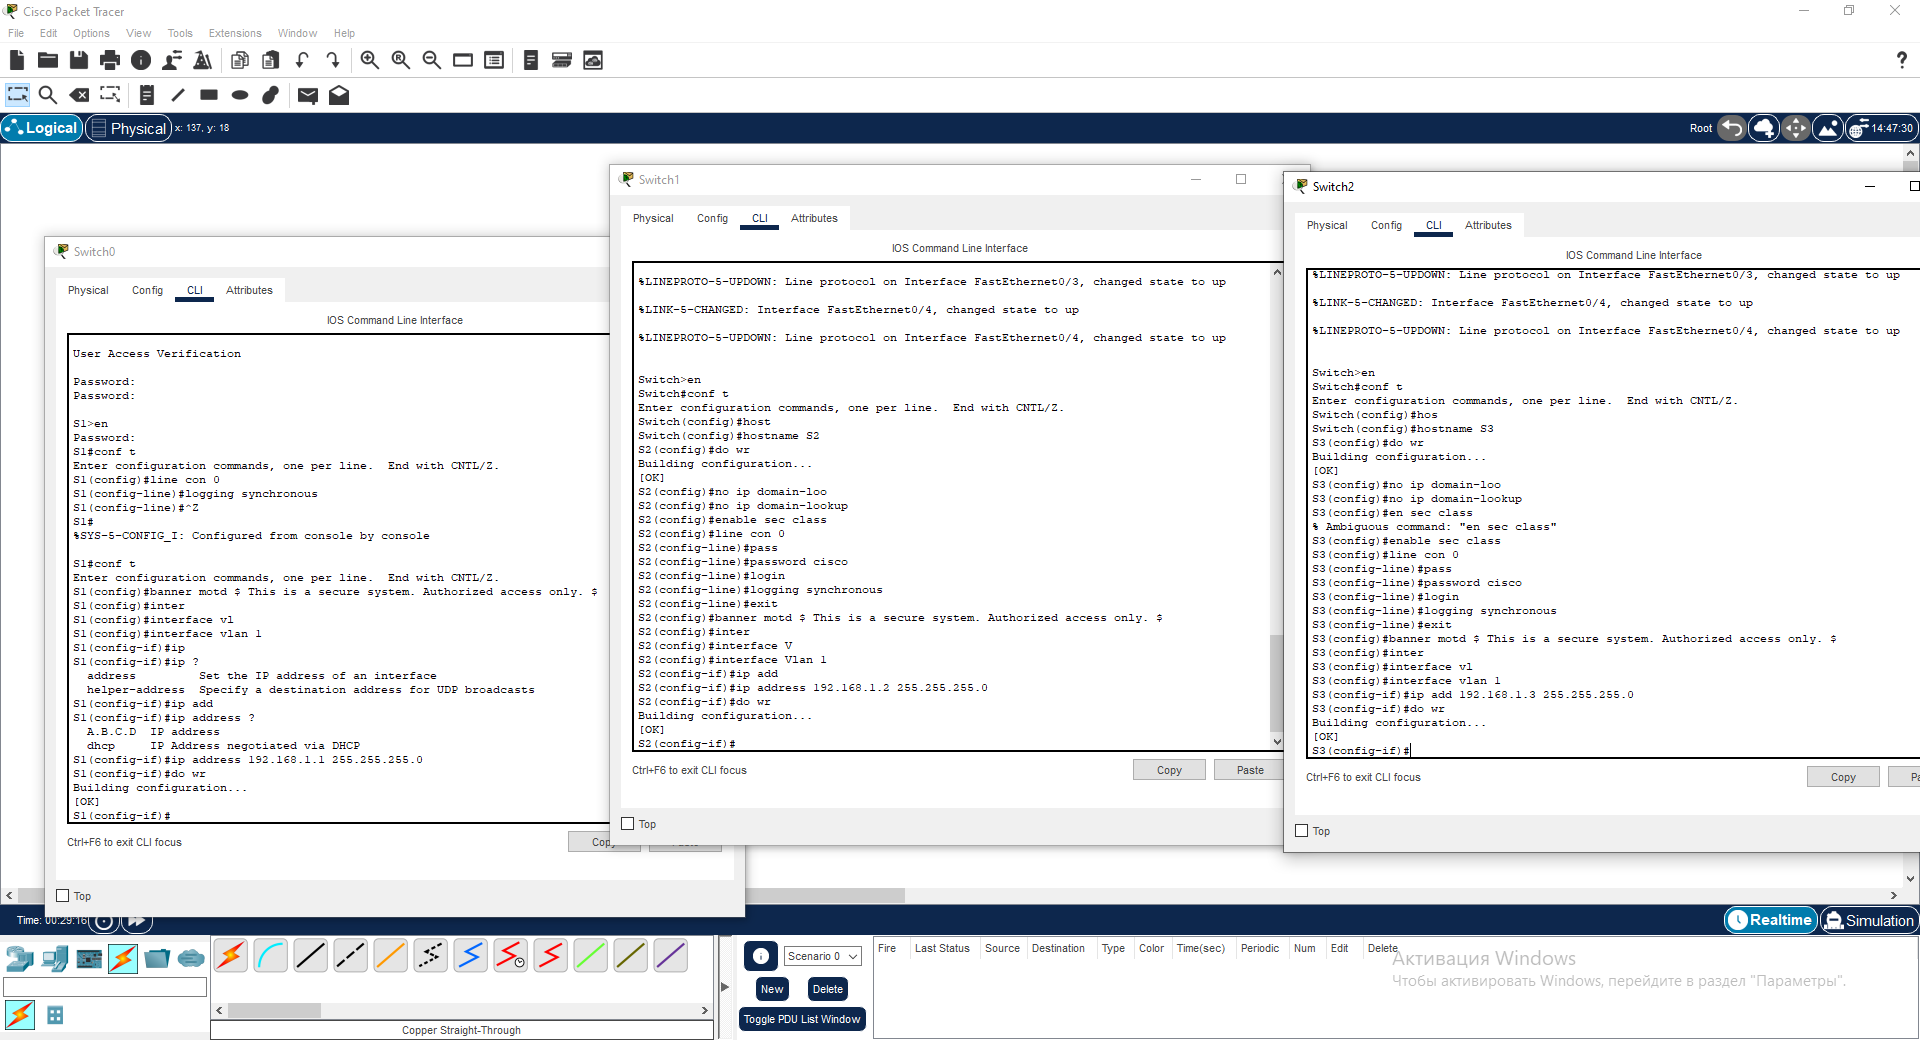 Cisco Packet Tracer
File Edit Options View Tools Extensions Window Help
Logical Physical x: 137, y: 18
Root 14:47:30
Switch0
Physical Config CLI Attributes
IOS Command Line Interface
User Access Verification
Password:
Password:
S1>en
Password:
S1#conf t
Enter configuration commands, one per line.  End with CNTL/Z.
S1(config)#line con 0
S1(config-line)#logging synchronous
S1(config-line)#^Z
S1#
%SYS-5-CONFIG_I: Configured from console by console
S1#conf t
Enter configuration commands, one per line.  End with CNTL/Z.
S1(config)#banner motd $ This is a secure system. Authorized access only. $
S1(config)#inter
S1(config)#interface vl
S1(config)#interface vlan 1
S1(config-if)#ip
S1(config-if)#ip ?
address         Set the IP address of an interface
helper-address  Specify a destination address for UDP broadcasts
S1(config-if)#ip add
S1(config-if)#ip address ?
A.B.C.D  IP address
dhcp     IP Address negotiated via DHCP
S1(config-if)#ip address 192.168.1.1 255.255.255.0
S1(config-if)#do wr
Building configuration...
[OK]
S1(config-if)#
Ctrl+F6 to exit CLI focus
Top
Switch1
Physical Config CLI Attributes
IOS Command Line Interface
%LINEPROTO-5-UPDOWN: Line protocol on Interface FastEthernet0/3, changed state to up
%LINK-5-CHANGED: Interface FastEthernet0/4, changed state to up
%LINEPROTO-5-UPDOWN: Line protocol on Interface FastEthernet0/4, changed state to up
Switch>en
Switch#conf t
Enter configuration commands, one per line.  End with CNTL/Z.
Switch(config)#host
Switch(config)#hostname S2
S2(config)#do wr
Building configuration...
[OK]
S2(config)#no ip domain-loo
S2(config)#no ip domain-lookup
S2(config)#enable sec class
S2(config)#line con 0
S2(config-line)#pass
S2(config-line)#password cisco
S2(config-line)#login
S2(config-line)#logging synchronous
S2(config-line)#exit
S2(config)#banner motd $ This is a secure system. Authorized access only. $
S2(config)#inter
S2(config)#interface V
S2(config)#interface Vlan 1
S2(config-if)#ip add
S2(config-if)#ip address 192.168.1.2 255.255.255.0
S2(config-if)#do wr
Building configuration...
[OK]
S2(config-if)#
Ctrl+F6 to exit CLI focus
Copy Paste
Top
Switch2
Physical Config CLI Attributes
IOS Command Line Interface
%LINEPROTO-5-UPDOWN: Line protocol on Interface FastEthernet0/3, changed state to up
%LINK-5-CHANGED: Interface FastEthernet0/4, changed state to up
%LINEPROTO-5-UPDOWN: Line protocol on Interface FastEthernet0/4, changed state to up
Switch>en
Switch#conf t
Enter configuration commands, one per line.  End with CNTL/Z.
Switch(config)#hos
Switch(config)#hostname S3
S3(config)#do wr
Building configuration...
[OK]
S3(config)#no ip domain-loo
S3(config)#no ip domain-lookup
S3(config)#en sec class
% Ambiguous command: "en sec class"
S3(config)#enable sec class
S3(config)#line con 0
S3(config-line)#pass
S3(config-line)#password cisco
S3(config-line)#login
S3(config-line)#logging synchronous
S3(config-line)#exit
S3(config)#banner motd $ This is a secure system. Authorized access only. $
S3(config)#inter
S3(config)#interface vl
S3(config)#interface vlan 1
S3(config-if)#ip add 192.168.1.3 255.255.255.0
S3(config-if)#do wr
Building configuration...
[OK]
S3(config-if)#
Ctrl+F6 to exit CLI focus
Copy
Top
Time: 00:29:16
Realtime Simulation
Copper Straight-Through
Scenario 0
New Delete
Toggle PDU List Window
Fire Last Status Source Destination Type Color Time(sec) Periodic Num Edit Delete
Активация Windows
Чтобы активировать Windows, перейдите в раздел "Параметры".